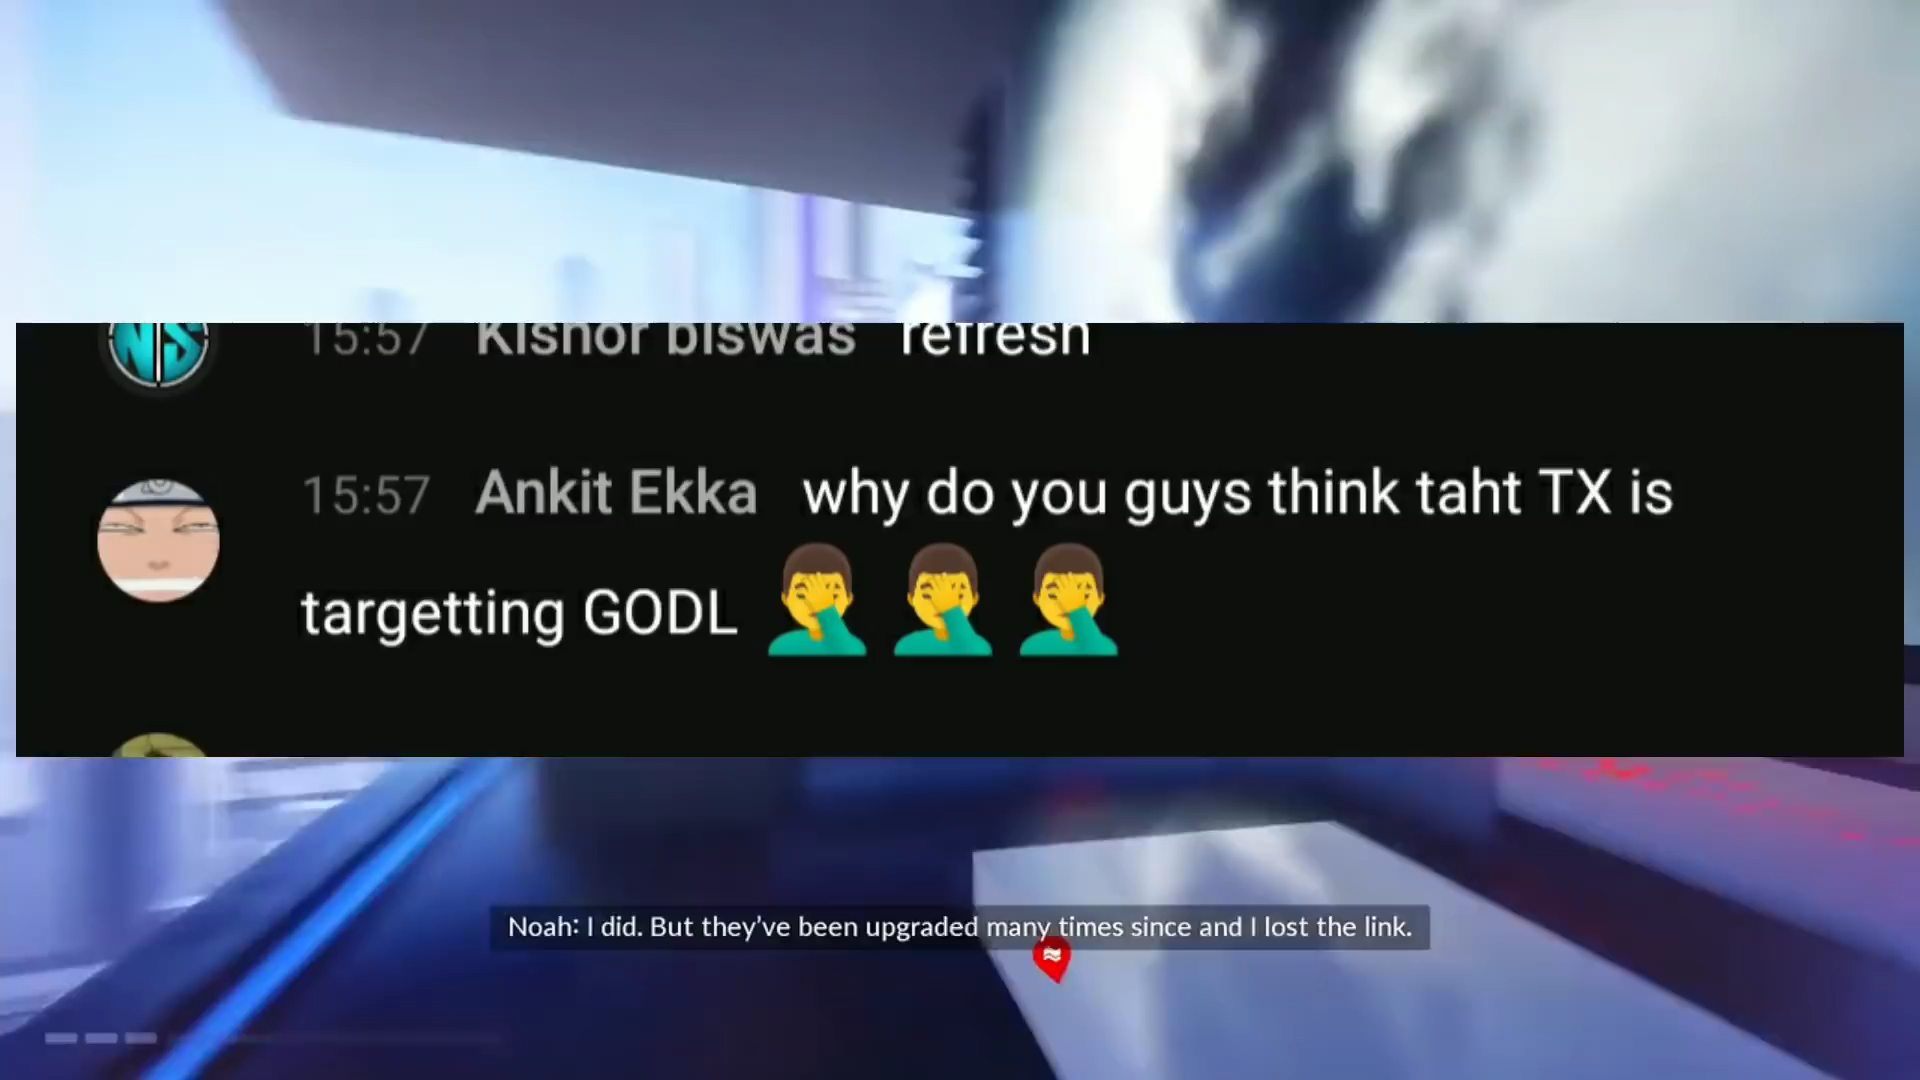 NS
15:57 Kishor biswas refresh
15:57 Ankit Ekka why do you guys think taht TX is
targetting GODL 🤦‍♂️ 🤦‍♂️ 🤦‍♂️
Noah: I did. But they've been upgraded many times since and I lost the link.